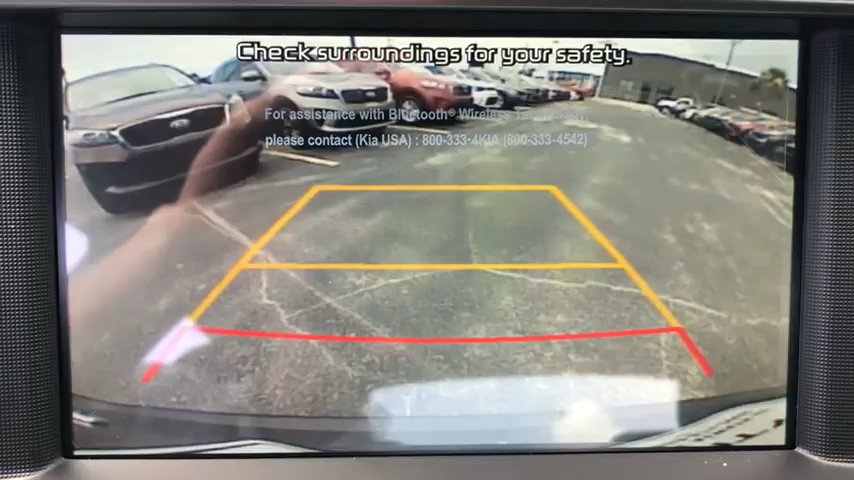 Check surroundings for your safety.
For assistance with Bluetooth® Wireless
please contact (Kia USA) : 800-333-4KIA (800-333-4542)
KIA